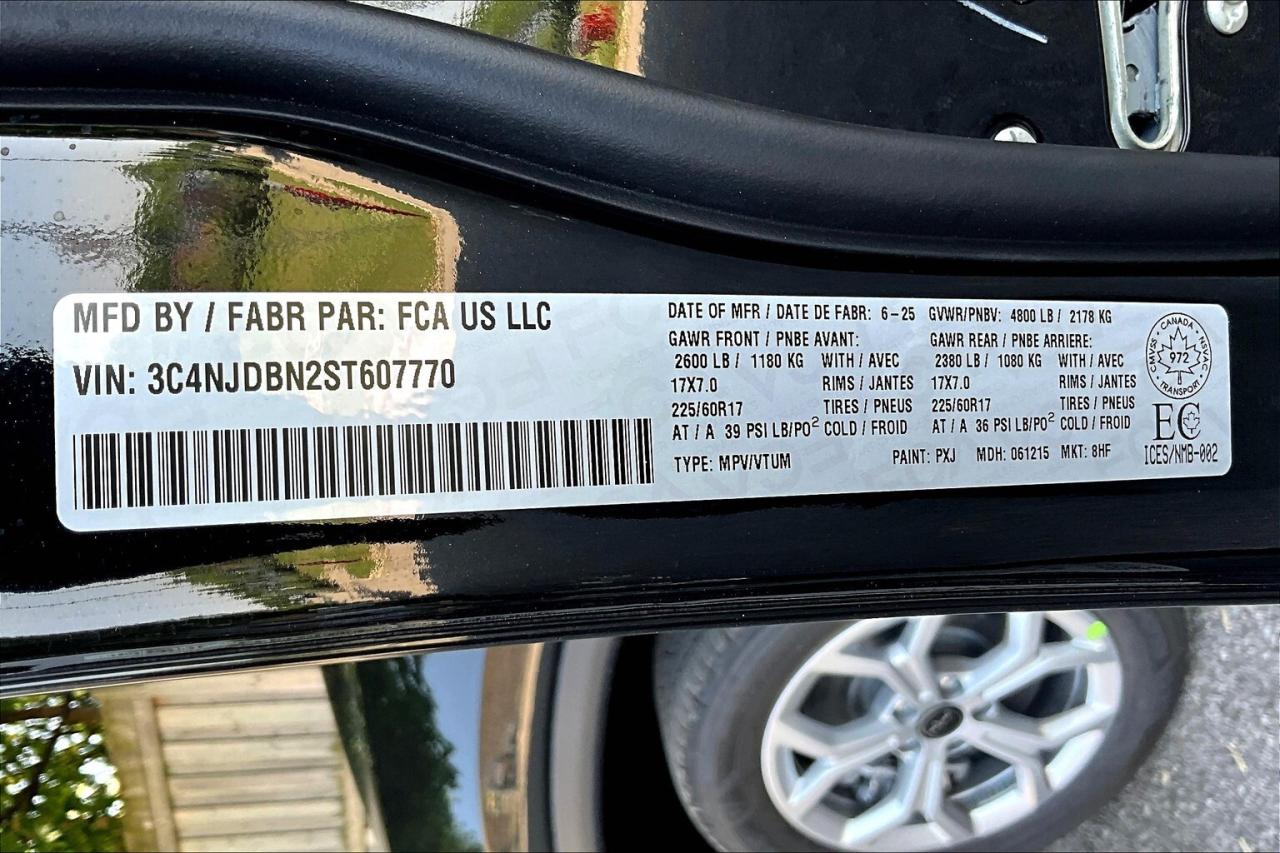 MFD BY / FABR PAR: FCA US LLC
VIN: 3C4NJDBN2ST607770
DATE OF MFR / DATE DE FABR: 6-25 GVWR/PNBV: 4800 LB / 2178 KG
GAWR FRONT / PNBE AVANT: GAWR REAR / PNBE ARRIERE:
2600 LB / 1180 KG WITH / AVEC 2380 LB / 1080 KG WITH / AVEC
17X7.0 RIMS / JANTES 17X7.0 RIMS / JANTES
225/60R17 TIRES / PNEUS 225/60R17 TIRES / PNEUS
AT / A 39 PSI LB/PO² COLD / FROID AT / A 36 PSI LB/PO² COLD / FROID
TYPE: MPV/VTUM PAINT: PXJ MDH: 061215 MKT: 8HF
CANADA
CMVSS 972 NSVAC
TRANSPORT
EC
ICES/NMB-002